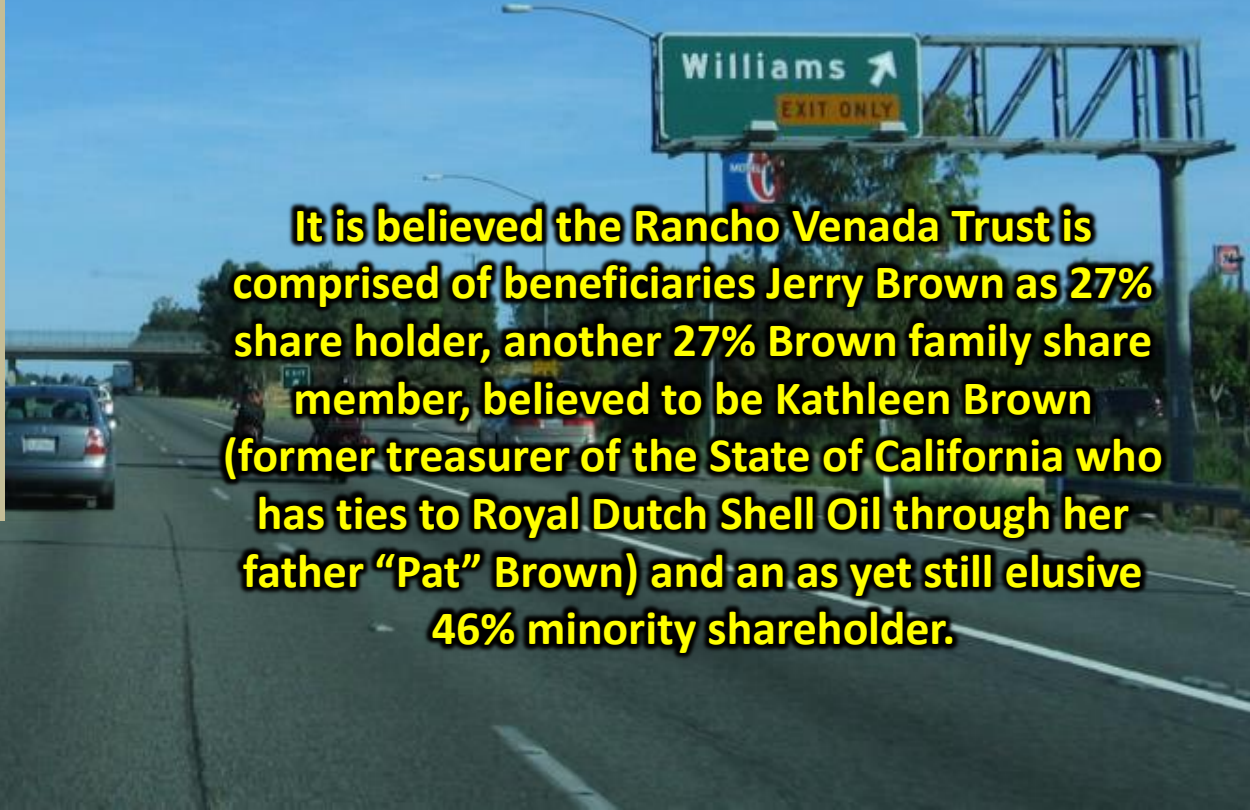 Williams
EXIT ONLY
MOTEL
6
It is believed the Rancho Venada Trust is
comprised of beneficiaries Jerry Brown as 27%
share holder, another 27% Brown family share
member, believed to be Kathleen Brown
(former treasurer of the State of California who
has ties to Royal Dutch Shell Oil through her
father “Pat” Brown) and an as yet still elusive
46% minority shareholder.
EXIT